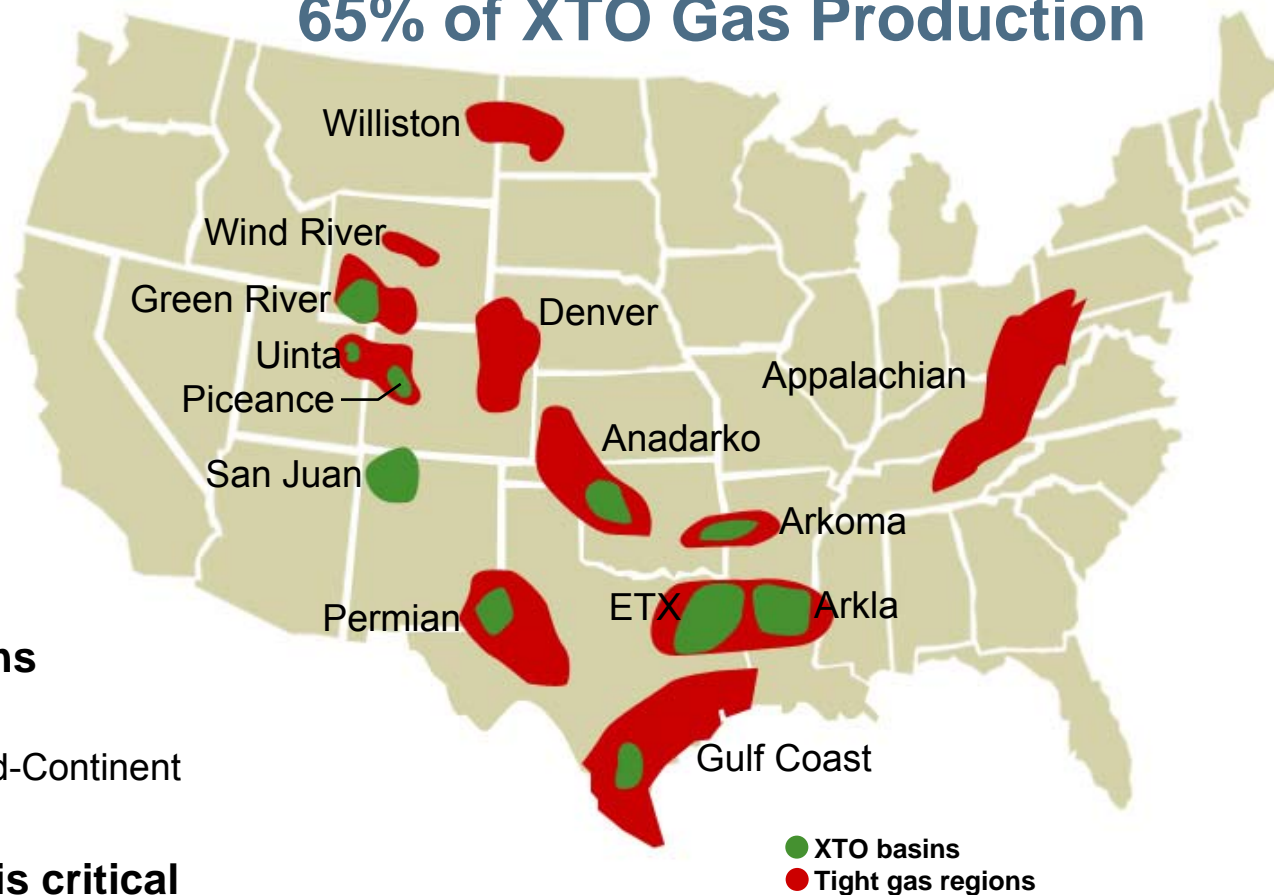 65% of XTO Gas Production
Williston
Wind River
Green River
Denver
Uinta
Appalachian
Piceance
Anadarko
San Juan
Arkoma
ETX
Arkla
Permian
ns
d-Continent
Gulf Coast
XTO basins
is critical
Tight gas regions